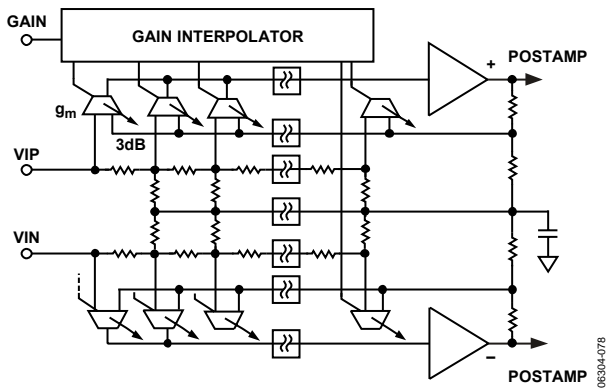 GAIN
GAIN INTERPOLATOR
+
POSTAMP
gm
3dB
VIP
VIN
–
POSTAMP
06304-078